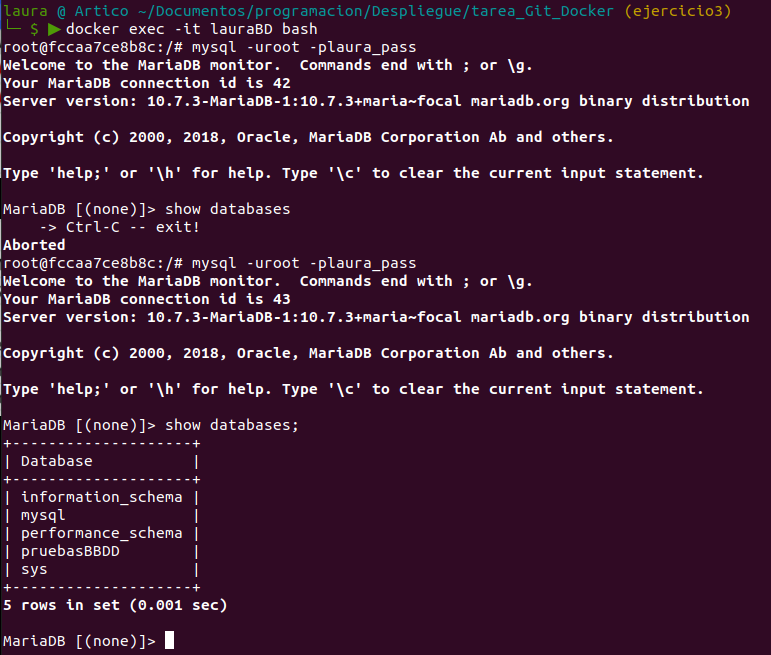 laura @ Artico ~/Documentos/programacion/Despliegue/tarea_Git_Docker (ejercicio3)
└─ $ ▶ docker exec -it lauraBD bash
root@fccaa7ce8b8c:/# mysql -uroot -plaura_pass
Welcome to the MariaDB monitor.  Commands end with ; or \g.
Your MariaDB connection id is 42
Server version: 10.7.3-MariaDB-1:10.7.3+maria~focal mariadb.org binary distribution

Copyright (c) 2000, 2018, Oracle, MariaDB Corporation Ab and others.

Type 'help;' or '\h' for help. Type '\c' to clear the current input statement.

MariaDB [(none)]> show databases
    -> Ctrl-C -- exit!
Aborted
root@fccaa7ce8b8c:/# mysql -uroot -plaura_pass
Welcome to the MariaDB monitor.  Commands end with ; or \g.
Your MariaDB connection id is 43
Server version: 10.7.3-MariaDB-1:10.7.3+maria~focal mariadb.org binary distribution

Copyright (c) 2000, 2018, Oracle, MariaDB Corporation Ab and others.

Type 'help;' or '\h' for help. Type '\c' to clear the current input statement.

MariaDB [(none)]> show databases;
+--------------------+
| Database           |
+--------------------+
| information_schema |
| mysql              |
| performance_schema |
| pruebasBBDD        |
| sys                |
+--------------------+
5 rows in set (0.001 sec)

MariaDB [(none)]>